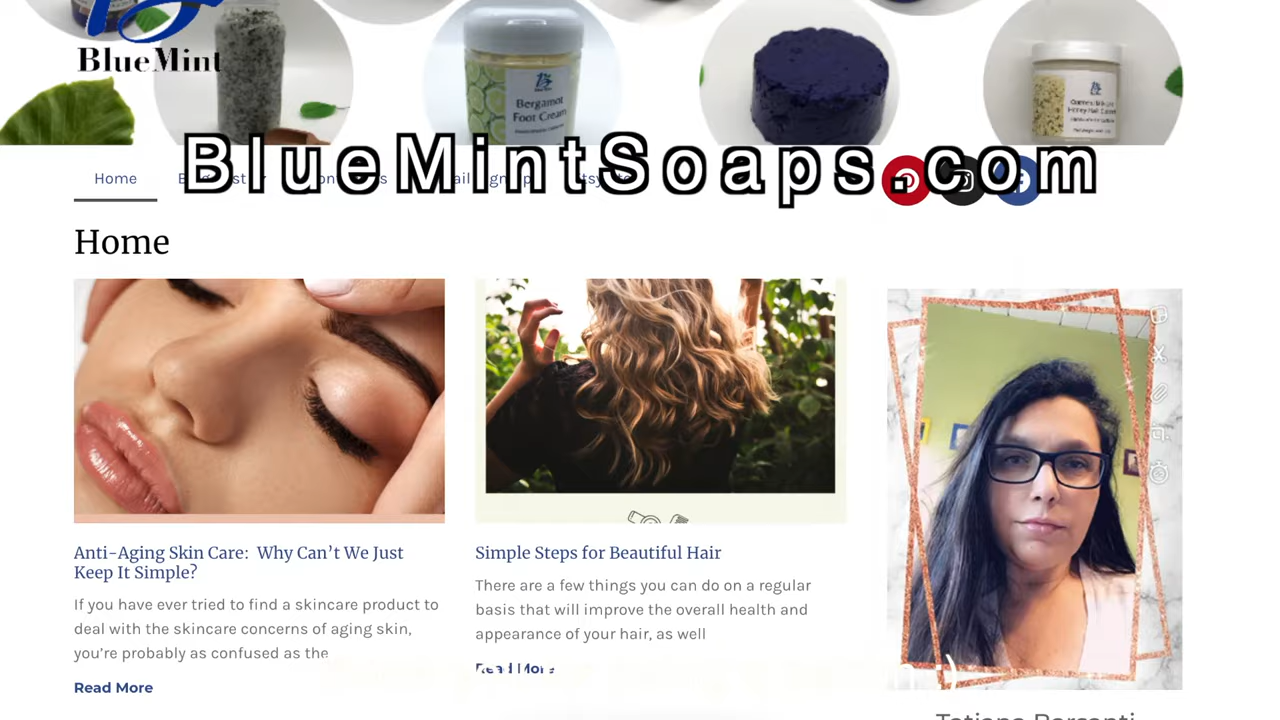 BlueMint
Bergamot
Foot Cream
BlueMintSoaps.com
Home
Home
Anti-Aging Skin Care: Why Can't We Just
Keep It Simple?
If you have ever tried to find a skincare product to
deal with the skincare concerns of aging skin,
you're probably as confused as the
Read More
Simple Steps for Beautiful Hair
There are a few things you can do on a regular
basis that will improve the overall health and
appearance of your hair, as well
Read More